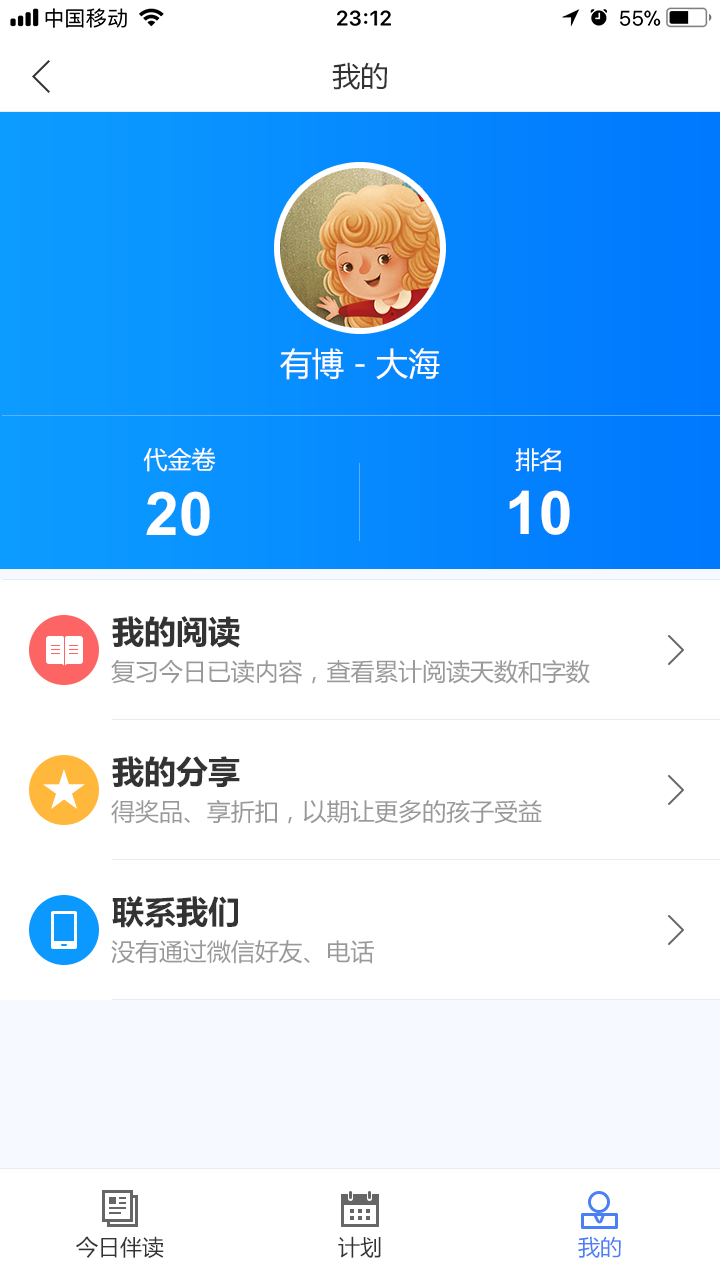 中国移动 23:12 55%
我的
有博 - 大海
代金卷 排名
20 10
我的阅读
复习今日已读内容，查看累计阅读天数和字数
我的分享
得奖品、享折扣，以期让更多的孩子受益
联系我们
没有通过微信好友、电话
今日伴读 计划 我的